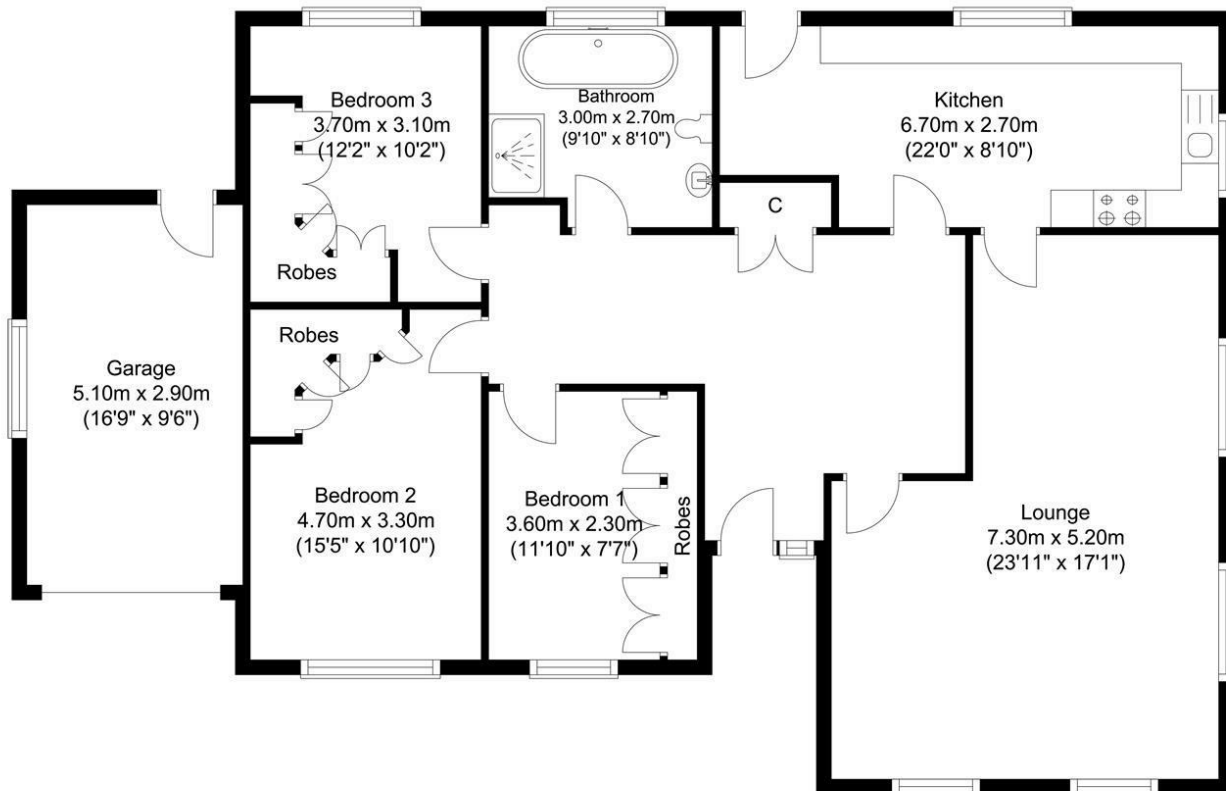 Bedroom 3
3.70m x 3.10m
(12'2" x 10'2")
Bathroom
3.00m x 2.70m
(9'10" x 8'10")
Kitchen
6.70m x 2.70m
(22'0" x 8'10")
C
Robes
Robes
Garage
5.10m x 2.90m
(16'9" x 9'6")
Bedroom 2
4.70m x 3.30m
(15'5" x 10'10")
Bedroom 1
3.60m x 2.30m
(11'10" x 7'7")
Robes
Lounge
7.30m x 5.20m
(23'11" x 17'1")